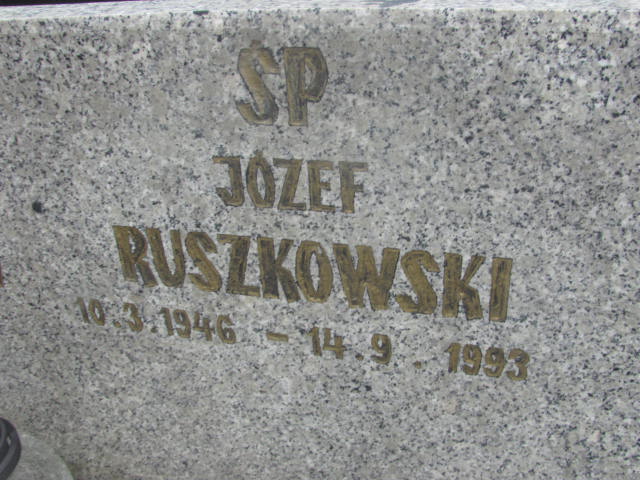 ŚP
JÓZEF
RUSZKOWSKI
10.3.1946 - 14.9.1993